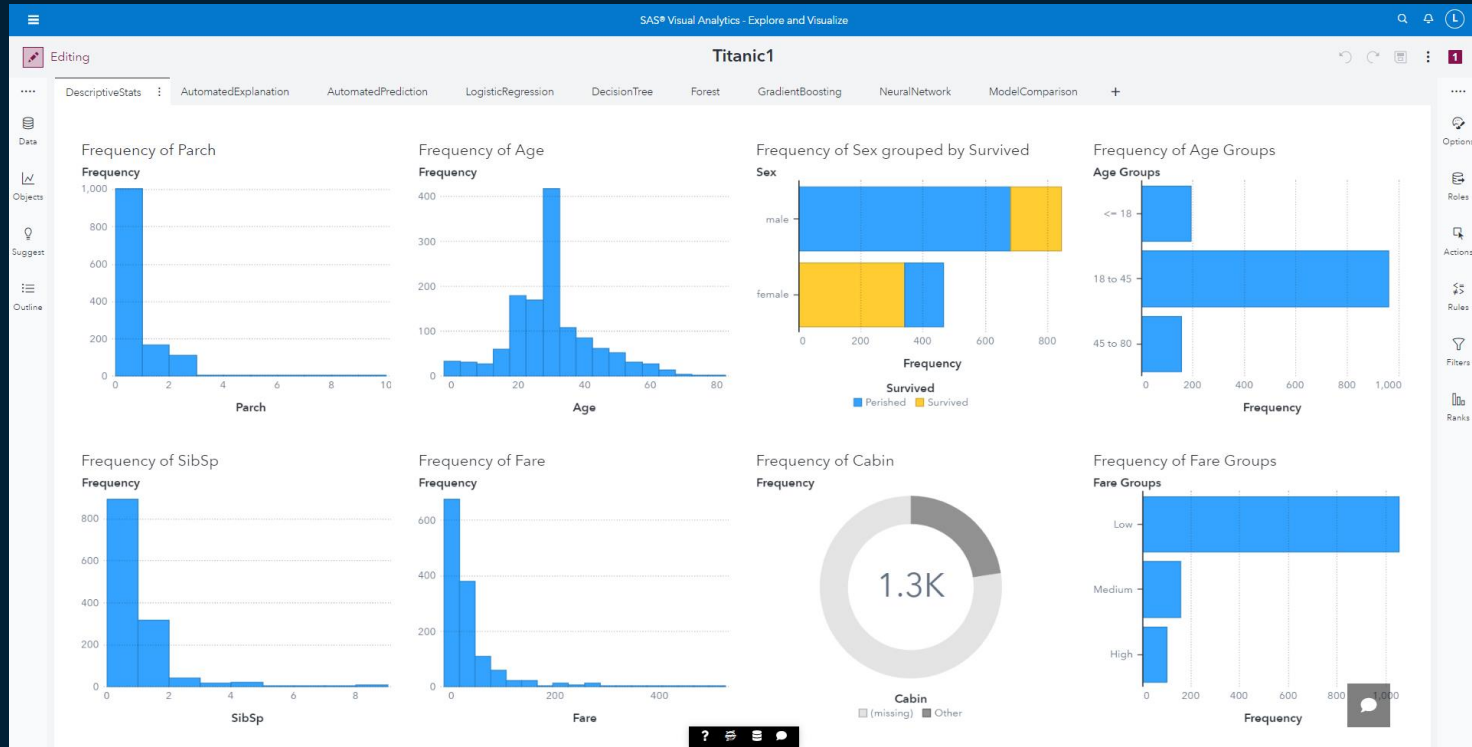 SAS® Visual Analytics - Explore and Visualize
L
Editing
Titanic1
1
DescriptiveStats
AutomatedExplanation
AutomatedPrediction
LogisticRegression
DecisionTree
Forest
GradientBoosting
NeuralNetwork
ModelComparison
+
Data
Objects
Suggest
Outline
Options
Roles
Actions
Rules
Filters
Ranks
Frequency of Parch
Frequency
1,000
800
600
400
200
0
0 2 4 6 8 10
Parch
Frequency of Age
Frequency
400
300
200
100
0
0 20 40 60 80
Age
Frequency of Sex grouped by Survived
Sex
male
female
0 200 400 600 800
Frequency
Survived
Perished Survived
Frequency of Age Groups
Age Groups
<= 18
18 to 45
45 to 80
0 200 400 600 800 1,000
Frequency
Frequency of SibSp
Frequency
800
600
400
200
0
0 2 4 6 8
SibSp
Frequency of Fare
Frequency
600
400
200
0
0 200 400
Fare
Frequency of Cabin
Frequency
1.3K
Cabin
(missing) Other
Frequency of Fare Groups
Fare Groups
Low
Medium
High
0 200 400 600 800 1,000
Frequency
?